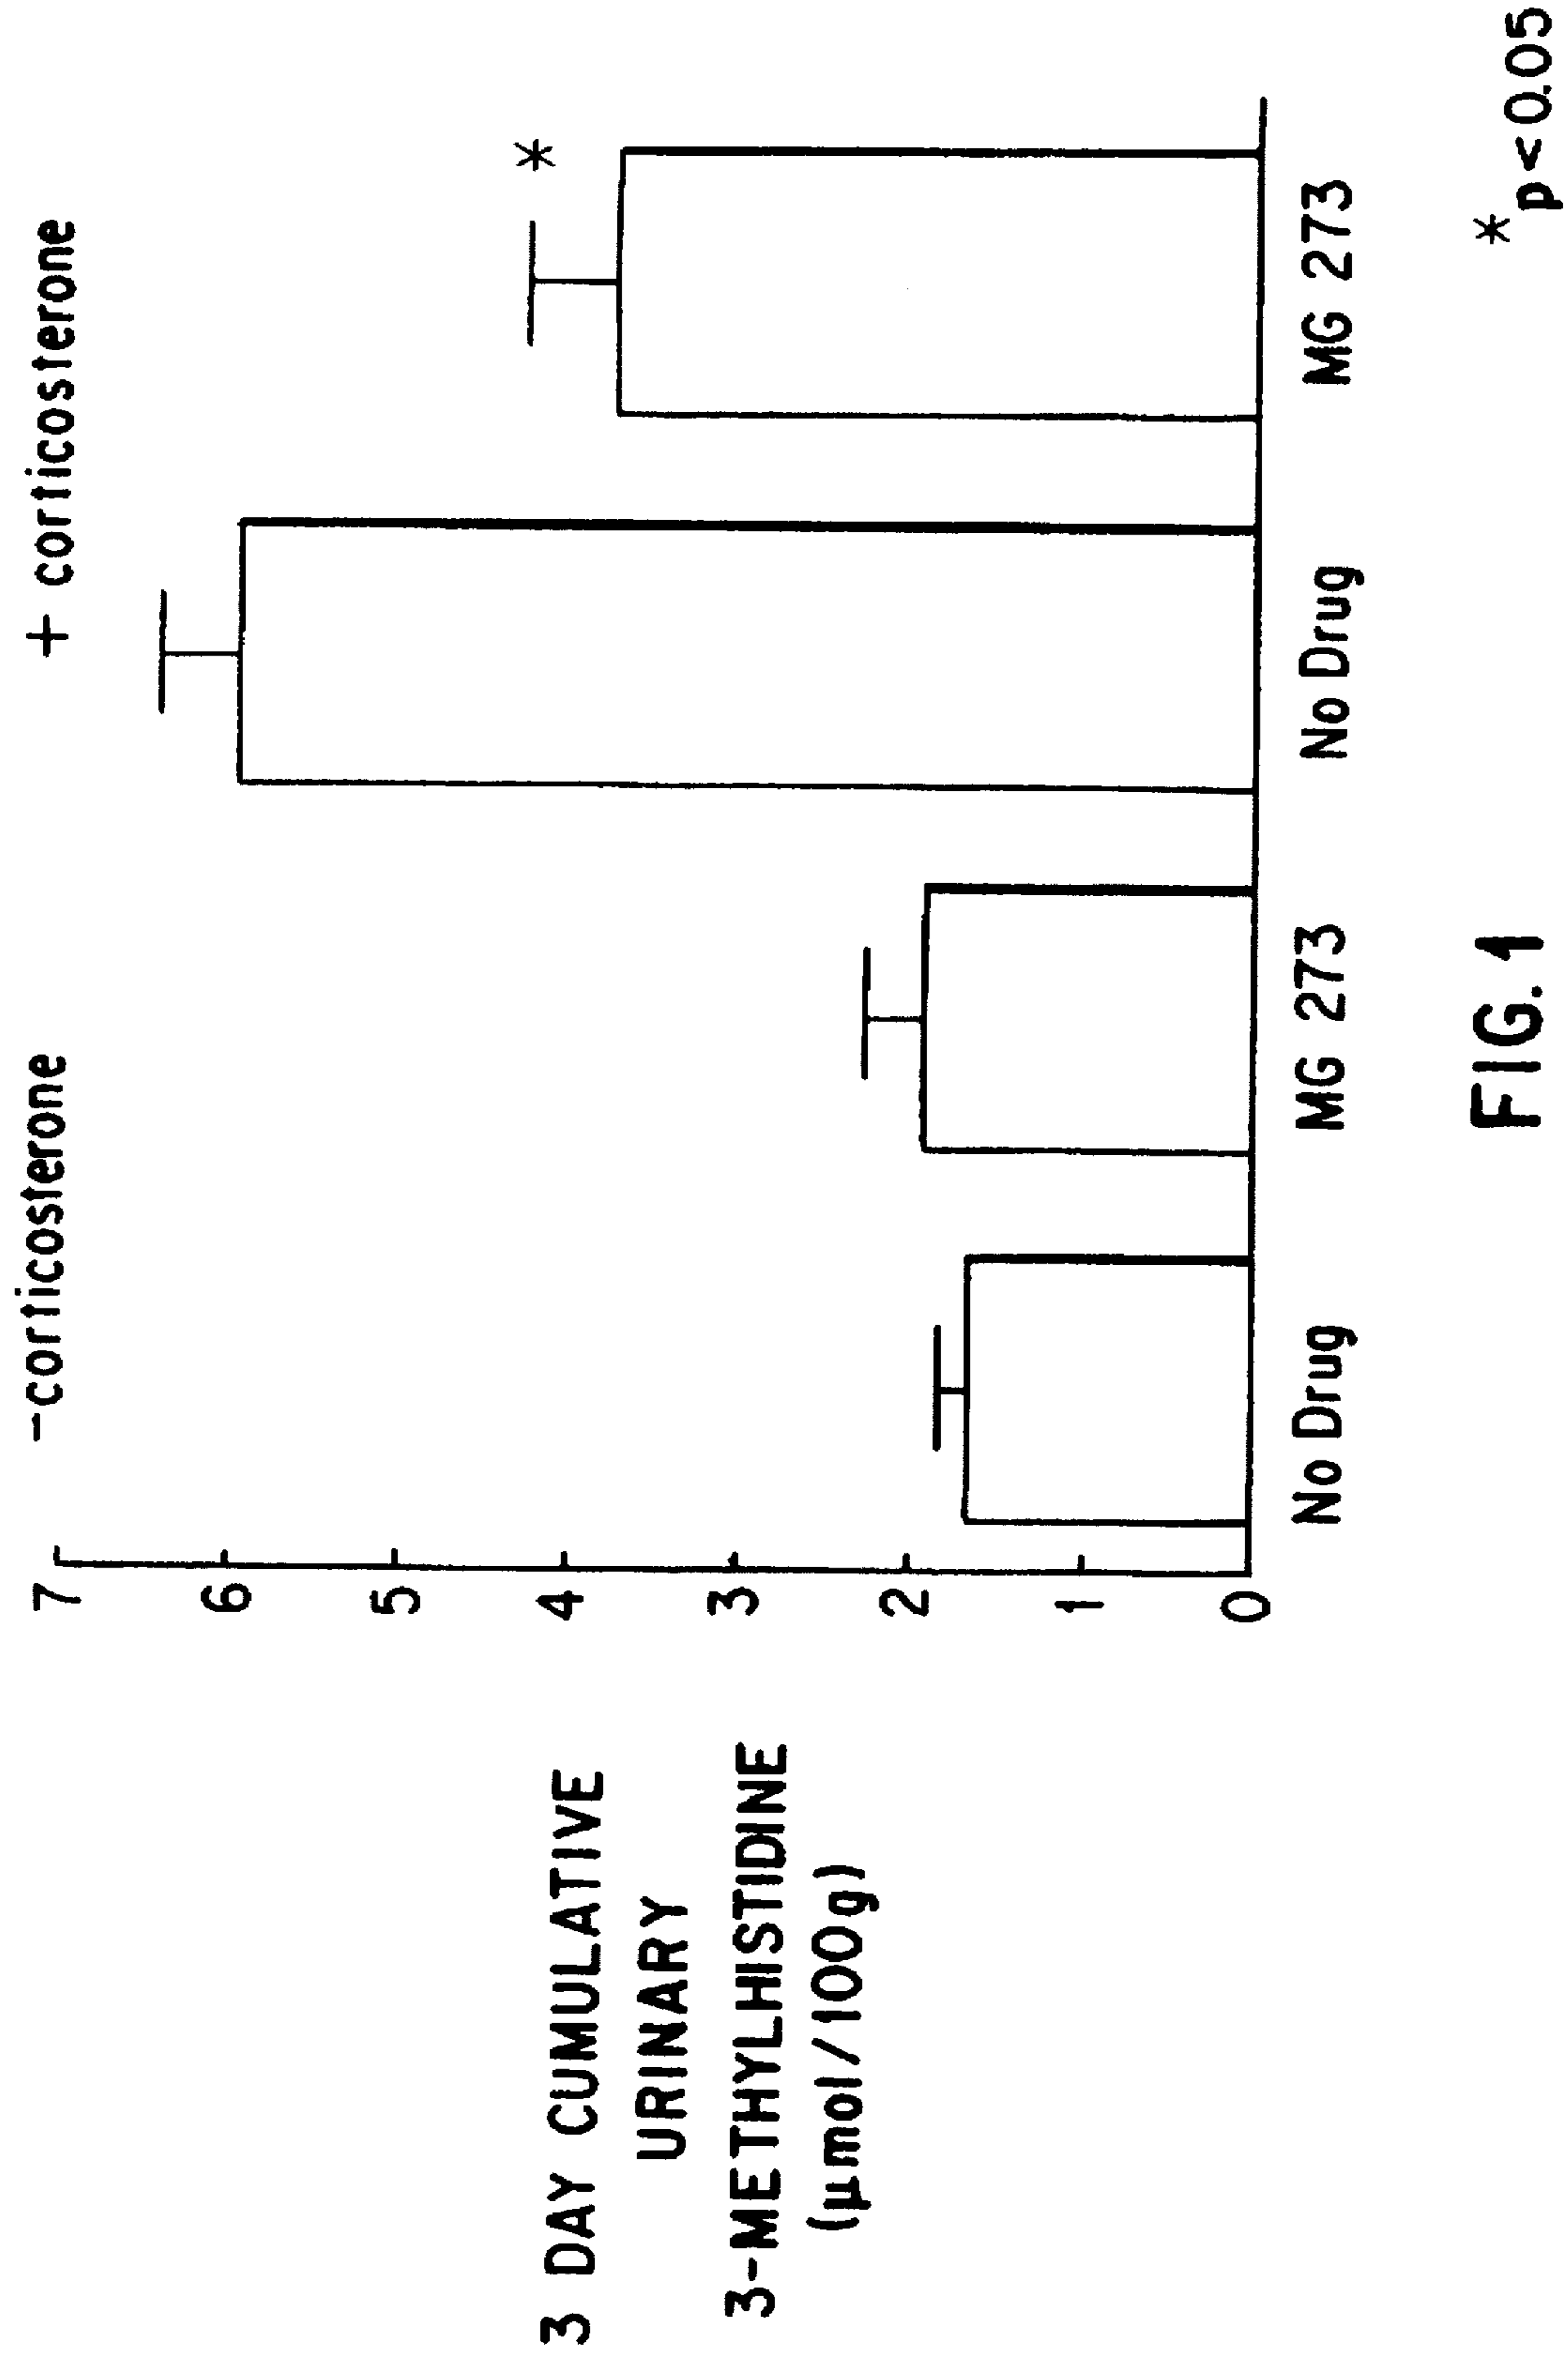 -corticosterone
+ corticosterone
7
6
5
4
3
2
1
0
3 DAY CUMULATIVE
URINARY
3-METHYLHISTIDINE
(μmol/100g)
*
No Drug
MG 273
No Drug
MG 273
FIG. 1
* p<0.05